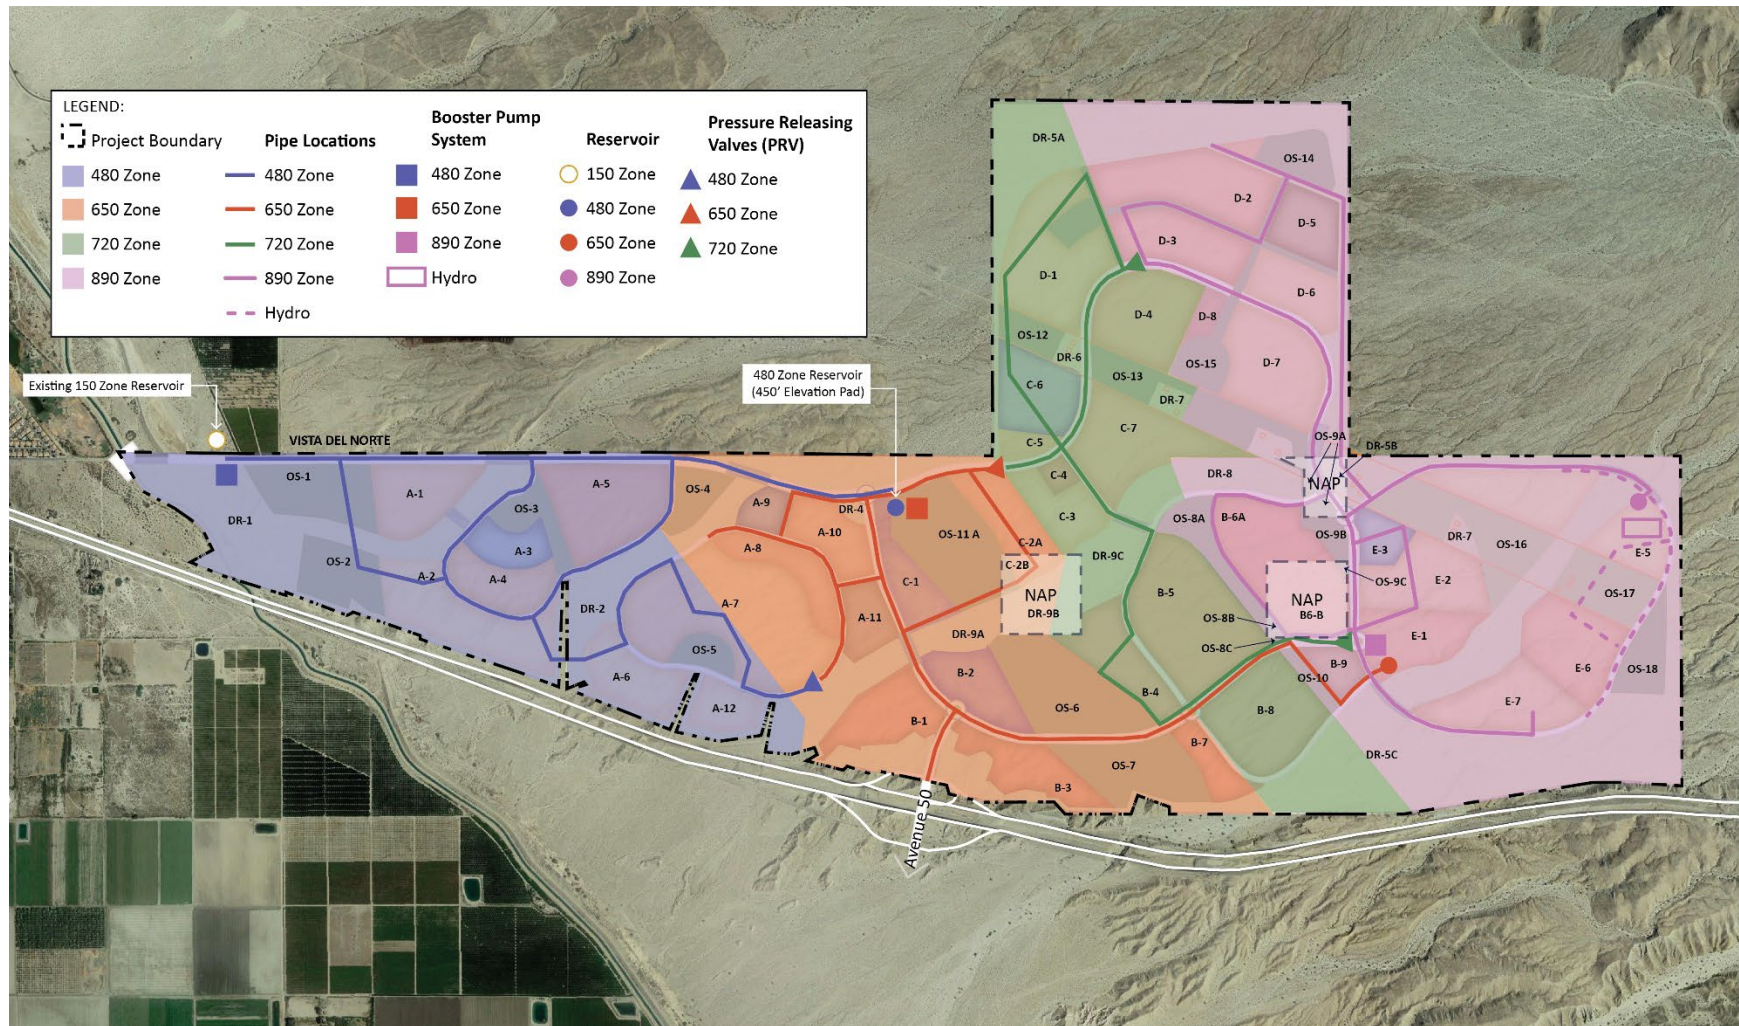 LEGEND:
Project Boundary
480 Zone
650 Zone
720 Zone
890 Zone
Pipe Locations
480 Zone
650 Zone
720 Zone
890 Zone
Hydro
Booster Pump
System
480 Zone
650 Zone
890 Zone
Hydro
Reservoir
150 Zone
480 Zone
650 Zone
890 Zone
Pressure Releasing
Valves (PRV)
480 Zone
650 Zone
720 Zone
Existing 150 Zone Reservoir
480 Zone Reservoir
(450' Elevation Pad)
VISTA DEL NORTE
DR-5A
OS-14
D-2
D-5
D-3
D-1
D-6
D-4
D-8
OS-12
DR-6
OS-15
D-7
OS-13
C-6
DR-7
C-7
C-5
OS-9A
DR-5B
C-4
DR-8
NAP
OS-1
A-1
A-5
OS-4
A-9
DR-4
OS-3
DR-1
A-10
OS-11 A
C-3
OS-8A
B-6A
OS-9B
DR-7
OS-16
A-3
A-8
C-2A
E-3
E-5
OS-2
A-2
A-4
C-1
C-2B
DR-9C
E-2
OS-9C
NAP
DR-9B
B-5
NAP
B6-B
OS-17
DR-2
A-7
A-11
DR-9A
OS-8B
OS-8C
E-1
OS-5
A-6
B-2
B-9
OS-10
E-6
OS-18
B-4
A-12
OS-6
B-8
E-7
B-1
B-7
DR-5C
OS-7
B-3
Avenue 50